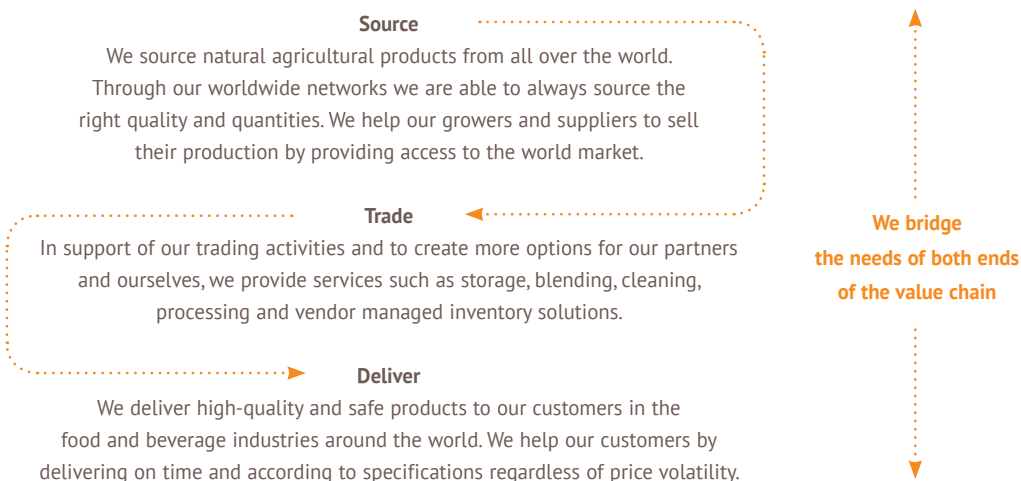 Source
We source natural agricultural products from all over the world.
Through our worldwide networks we are able to always source the
right quality and quantities. We help our growers and suppliers to sell
their production by providing access to the world market.
Trade
In support of our trading activities and to create more options for our partners
and ourselves, we provide services such as storage, blending, cleaning,
processing and vendor managed inventory solutions.
Deliver
We deliver high-quality and safe products to our customers in the
food and beverage industries around the world. We help our customers by
delivering on time and according to specifications regardless of price volatility.
We bridge
the needs of both ends
of the value chain